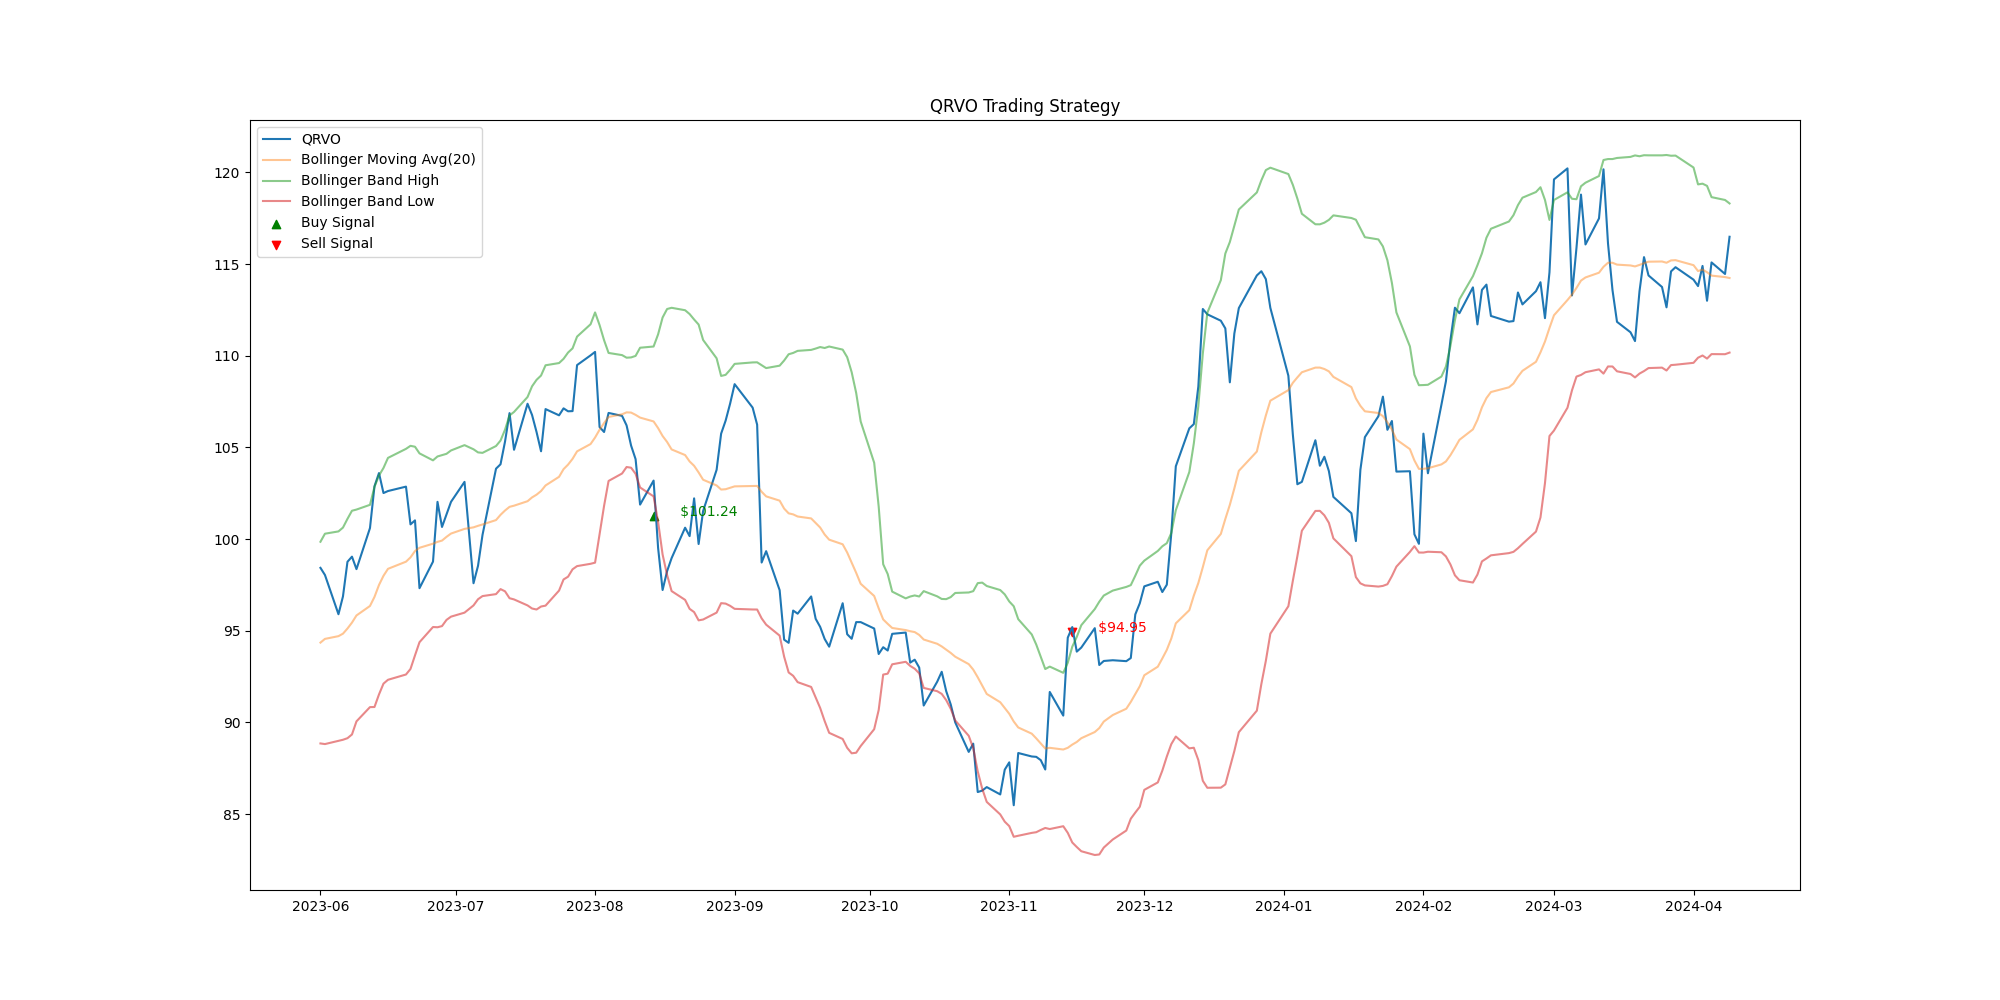 QRVO Trading Strategy
QRVO
Bollinger Moving Avg(20)
Bollinger Band High
Bollinger Band Low
Buy Signal
Sell Signal
120
115
110
105
100
95
90
85
$101.24
$94.95
2023-06 2023-07 2023-08 2023-09 2023-10 2023-11 2023-12 2024-01 2024-02 2024-03 2024-04